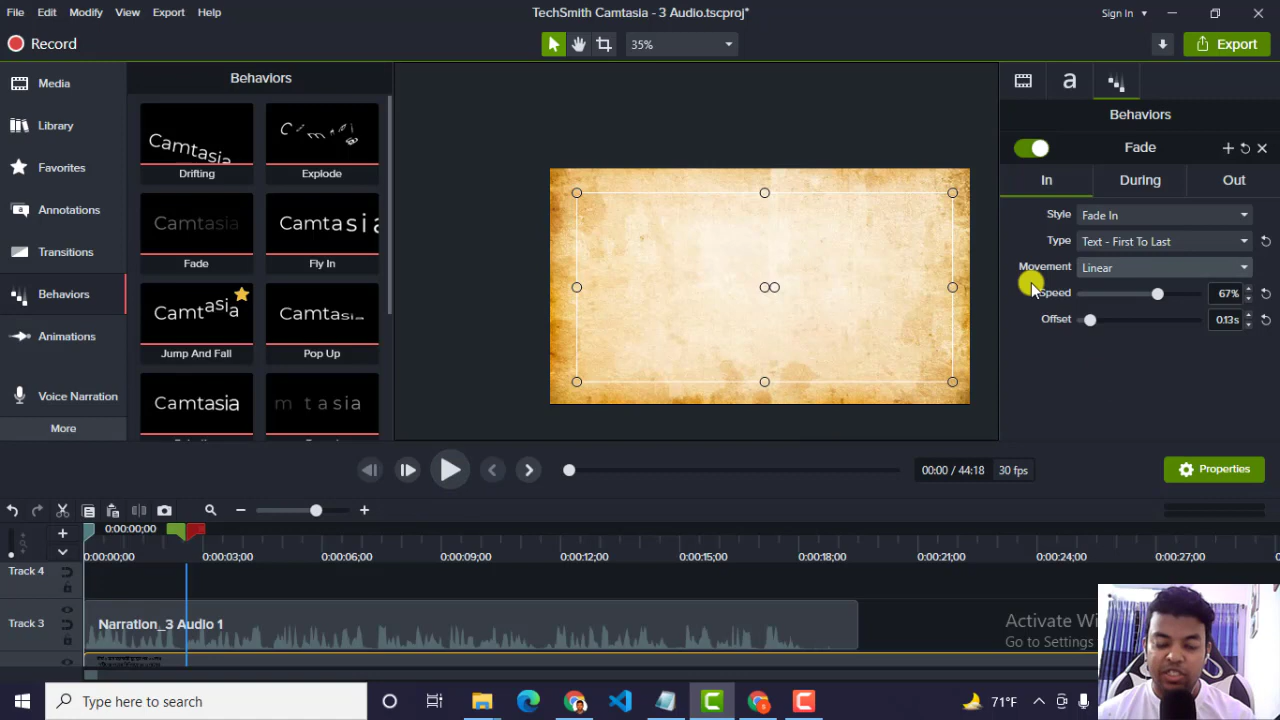 File Edit Modify View Export Help
TechSmith Camtasia - 3 Audio.tscproj*
Sign In
Record
35%
Export
Media
Library
Favorites
Annotations
Transitions
Behaviors
Animations
Voice Narration
More
Behaviors
Camtasia
Drifting
Explode
Camtasia
Fade
Camtasia
Fly In
Camtasia
Jump And Fall
Camtasia
Pop Up
Camtasia
m t a s i a
a
Behaviors
Fade
In During Out
Style Fade In
Type Text - First To Last
Movement Linear
Speed 67%
Offset 0.13s
00:00 / 44:18 30 fps
Properties
0:00:00;00
0:00:00;00 0:00:03;00 0:00:06;00 0:00:09;00 0:00:12;00 0:00:15;00 0:00:18;00 0:00:21;00 0:00:24;00 0:00:27;00
Track 4
Track 3
Narration_3 Audio 1
Go to Settings
Type here to search
71°F